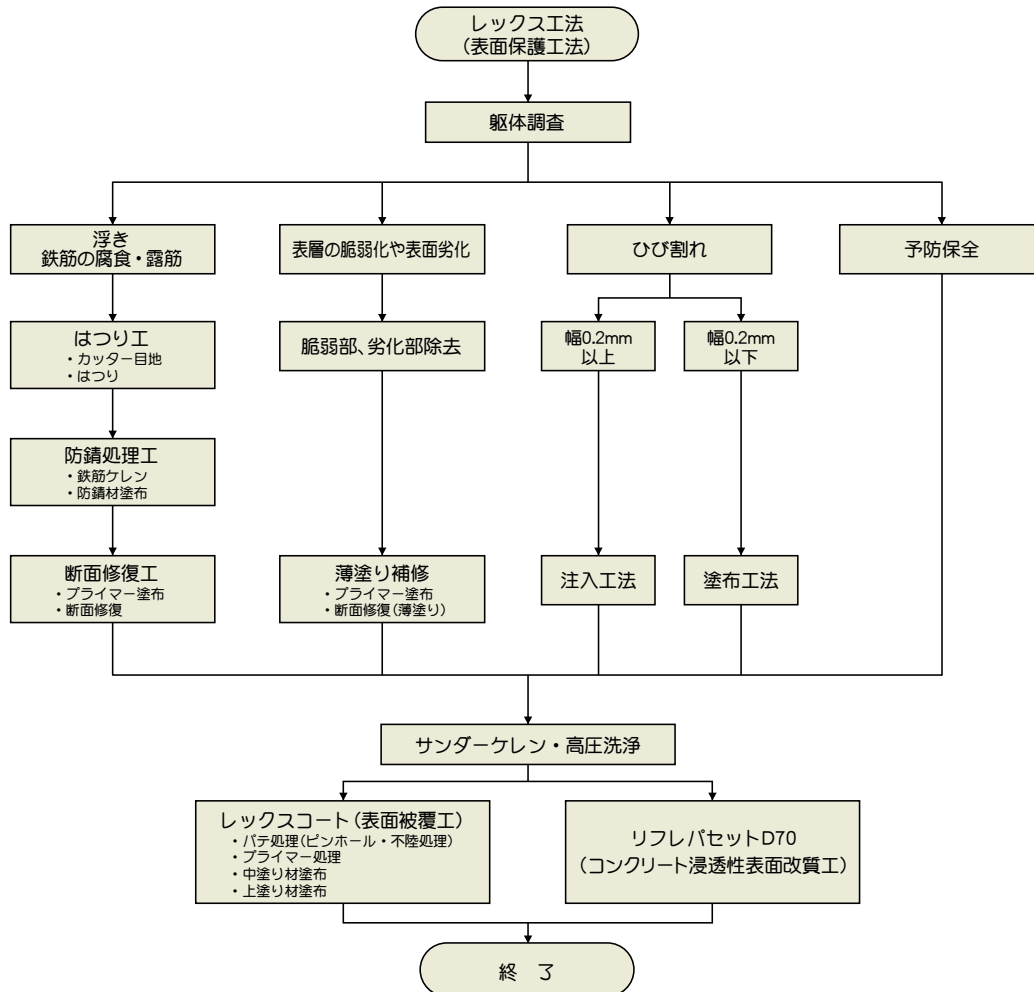 レックス工法
(表面保護工法)
躯体調査
浮き
鉄筋の腐食・露筋
表層の脆弱化や表面劣化
ひび割れ
予防保全
はつり工
・カッター目地
・はつり
脆弱部、劣化部除去
幅0.2mm
以上
幅0.2mm
以下
防錆処理工
・鉄筋ケレン
・防錆材塗布
断面修復工
・プライマー塗布
・断面修復
薄塗り補修
・プライマー塗布
・断面修復(薄塗り)
注入工法
塗布工法
サンダーケレン・高圧洗浄
レックスコート(表面被覆工)
・パテ処理(ピンホール・不陸処理)
・プライマー処理
・中塗り材塗布
・上塗り材塗布
リフレパセットD70
(コンクリート浸透性表面改質工)
終 了